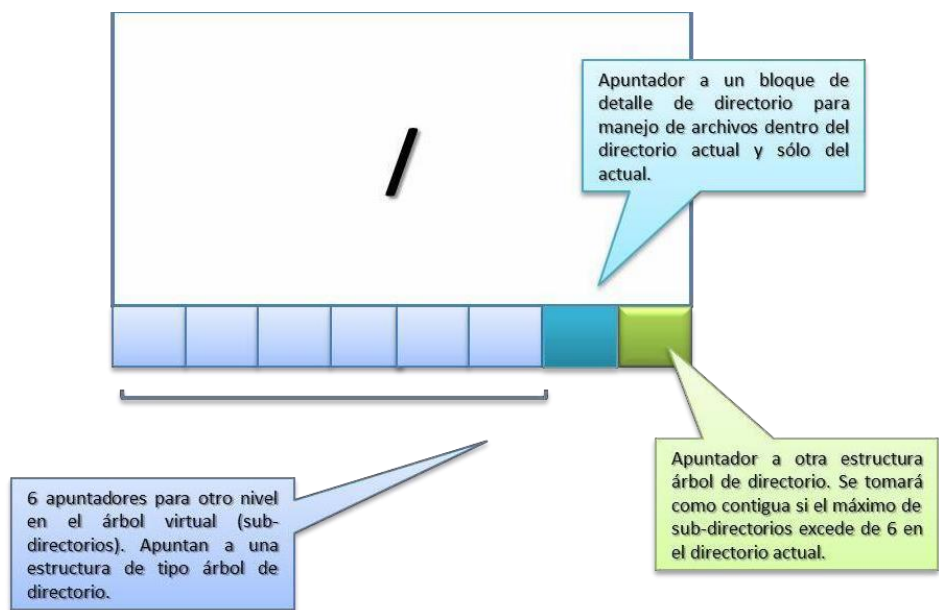 Apuntador a un bloque de
detalle de directorio para
manejo de archivos dentro del
directorio actual y sólo del
actual.
/
Apuntador a otra estructura
árbol de directorio. Se tomará
como contigua si el máximo de
sub-directorios excede de 6 en
el directorio actual.
6 apuntadores para otro nivel
en el árbol virtual (sub-
directorios). Apuntan a una
estructura de tipo árbol de
directorio.